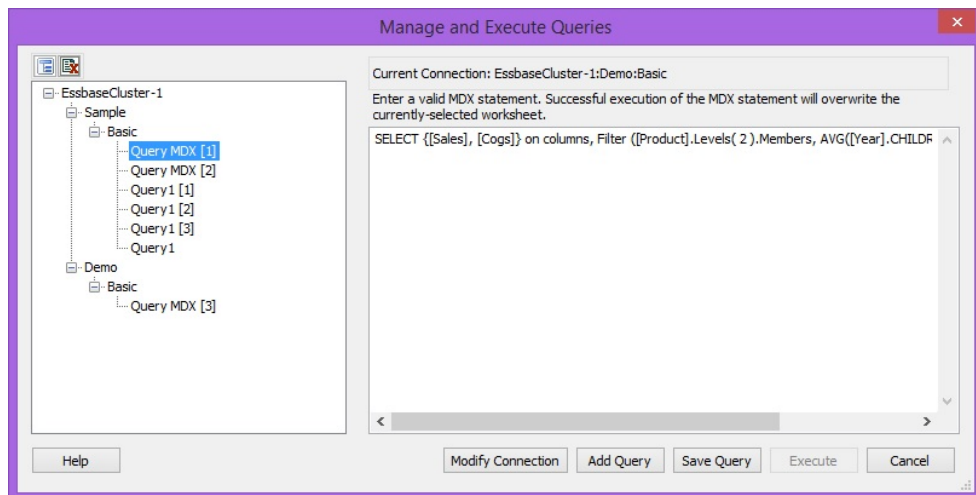 Manage and Execute Queries
EssbaseCluster-1
Sample
Basic
Query MDX [1]
Query MDX [2]
Query1 [1]
Query1 [2]
Query1 [3]
Query1
Demo
Basic
Query MDX [3]
Current Connection: EssbaseCluster-1:Demo:Basic
Enter a valid MDX statement. Successful execution of the MDX statement will overwrite the
currently-selected worksheet.
SELECT {[Sales], [Cogs]} on columns, Filter ([Product].Levels( 2 ).Members, AVG([Year].CHILDR
Help
Modify Connection
Add Query
Save Query
Execute
Cancel